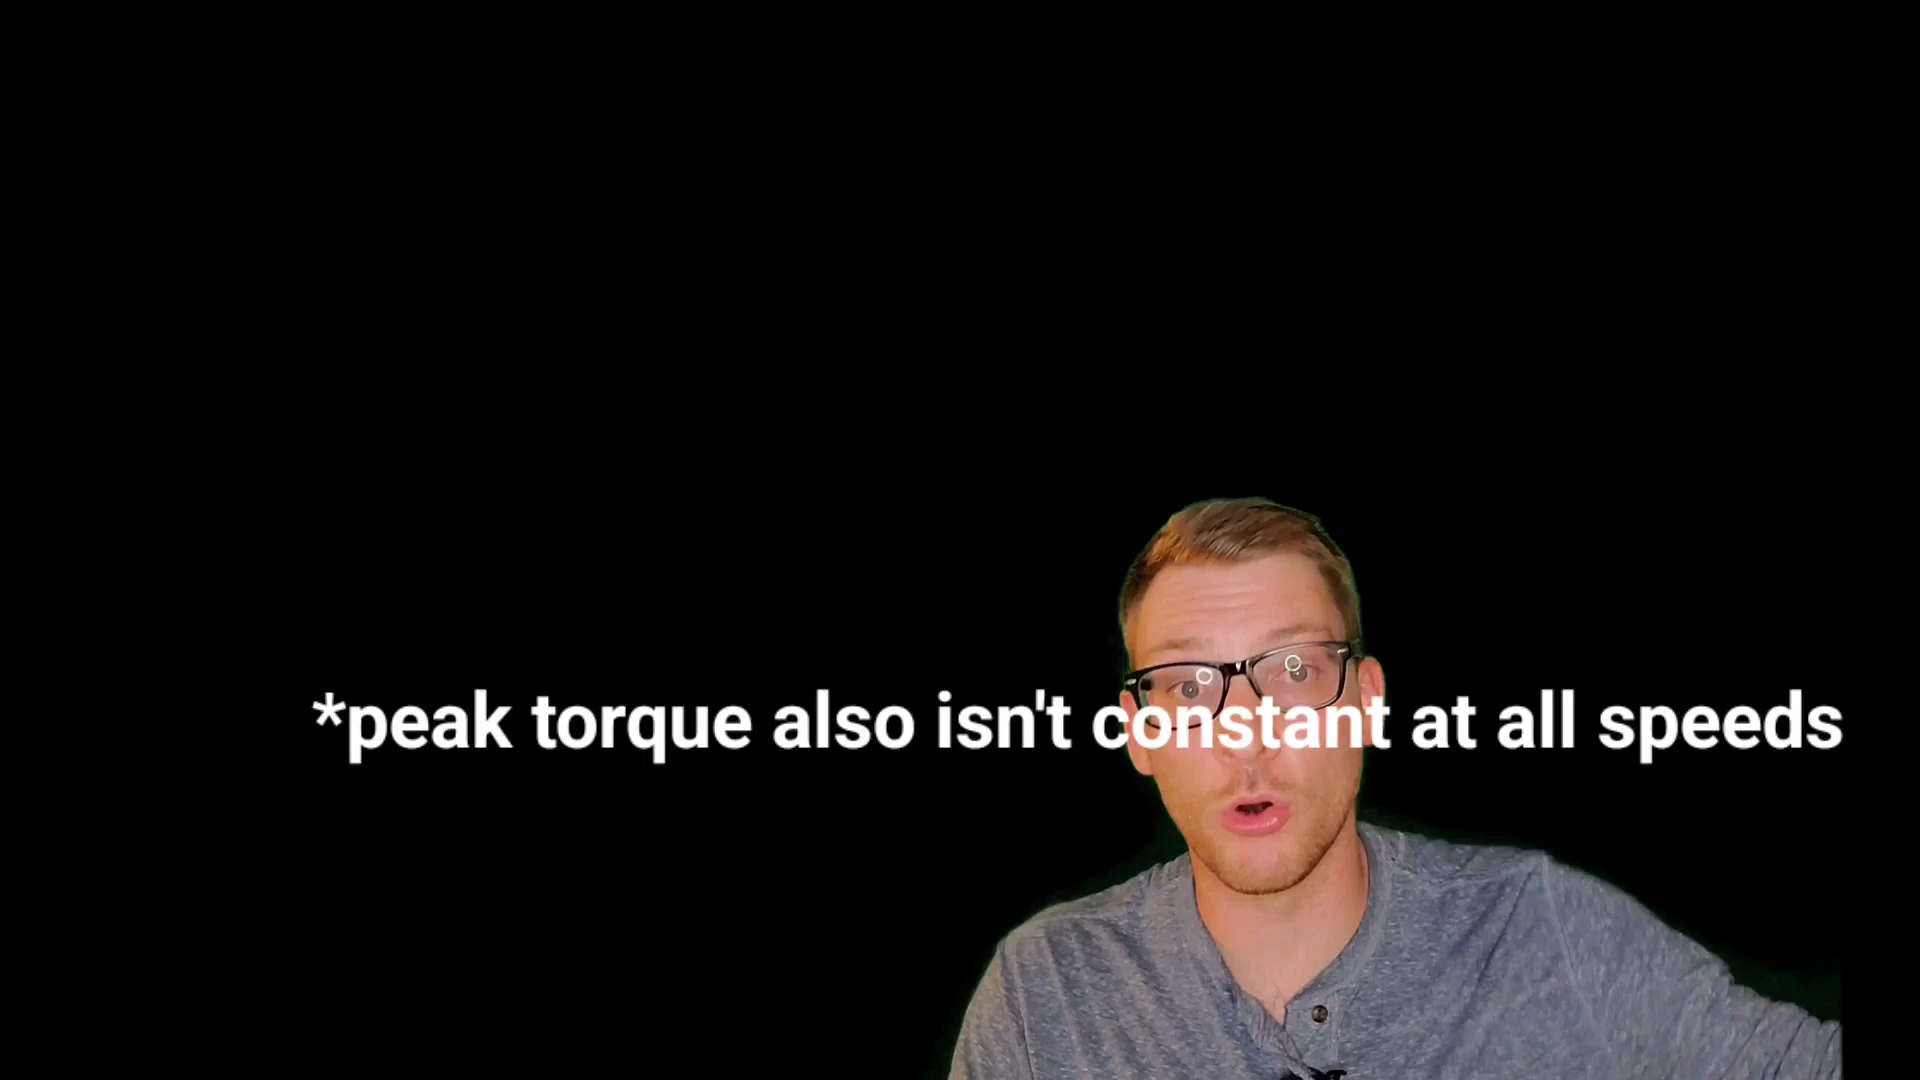 *peak torque also isn't constant at all speeds